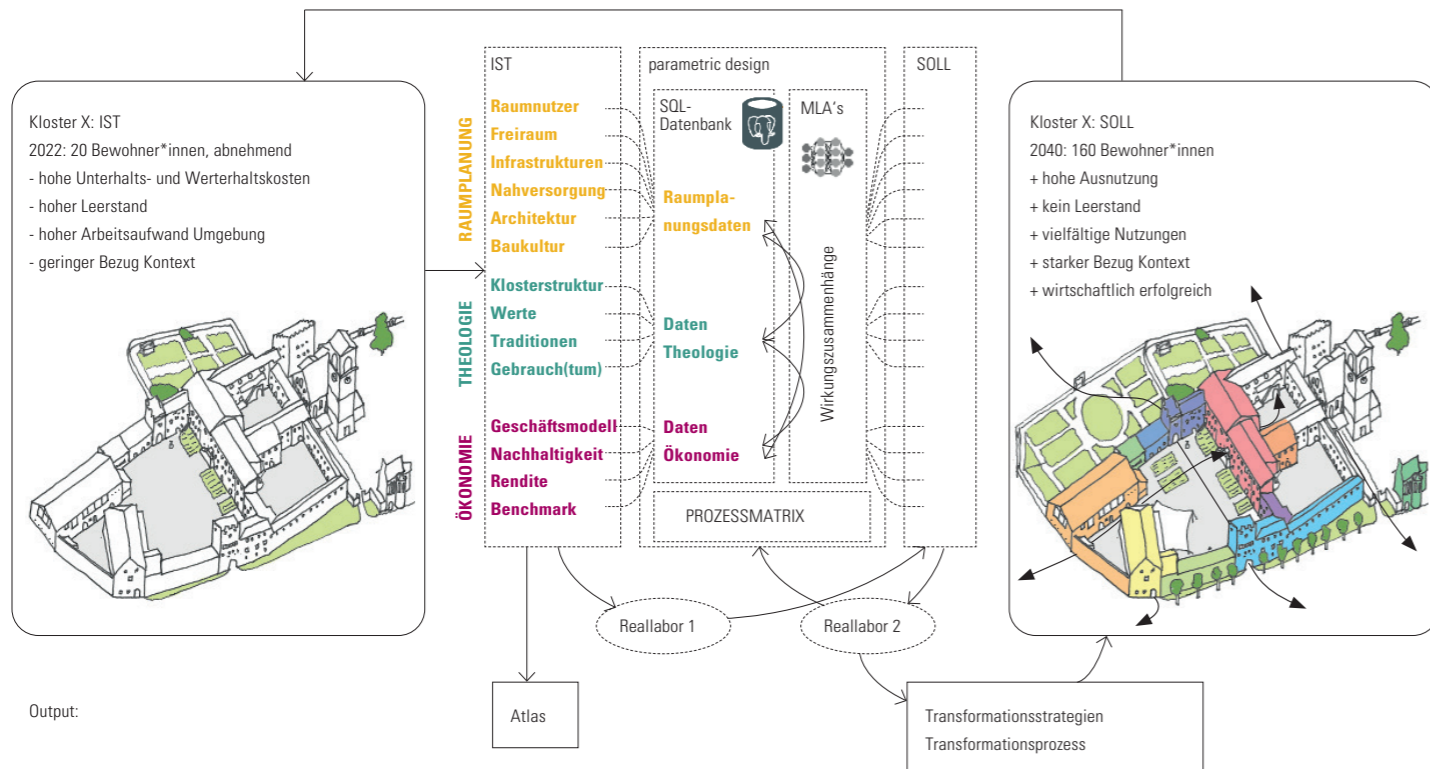 Kloster X: IST
2022: 20 Bewohner*innen, abnehmend
- hohe Unterhalts- und Werterhaltskosten
- hoher Leerstand
- hoher Arbeitsaufwand Umgebung
- geringer Bezug Kontext
IST
RAUMPLANUNG
Raumnutzer
Freiraum
Infrastrukturen
Nahversorgung
Architektur
Baukultur
THEOLOGIE
Klosterstruktur
Werte
Traditionen
Gebrauch(tum)
ÖKONOMIE
Geschäftsmodell
Nachhaltigkeit
Rendite
Benchmark
parametric design
SQL-
Datenbank
Raumpla-
nungsdaten
Daten
Theologie
Daten
Ökonomie
MLA's
Wirkungszusammenhänge
PROZESSMATRIX
SOLL
Kloster X: SOLL
2040: 160 Bewohner*innen
+ hohe Ausnutzung
+ kein Leerstand
+ vielfältige Nutzungen
+ starker Bezug Kontext
+ wirtschaftlich erfolgreich
Reallabor 1
Reallabor 2
Output:
Atlas
Transformationsstrategien
Transformationsprozess